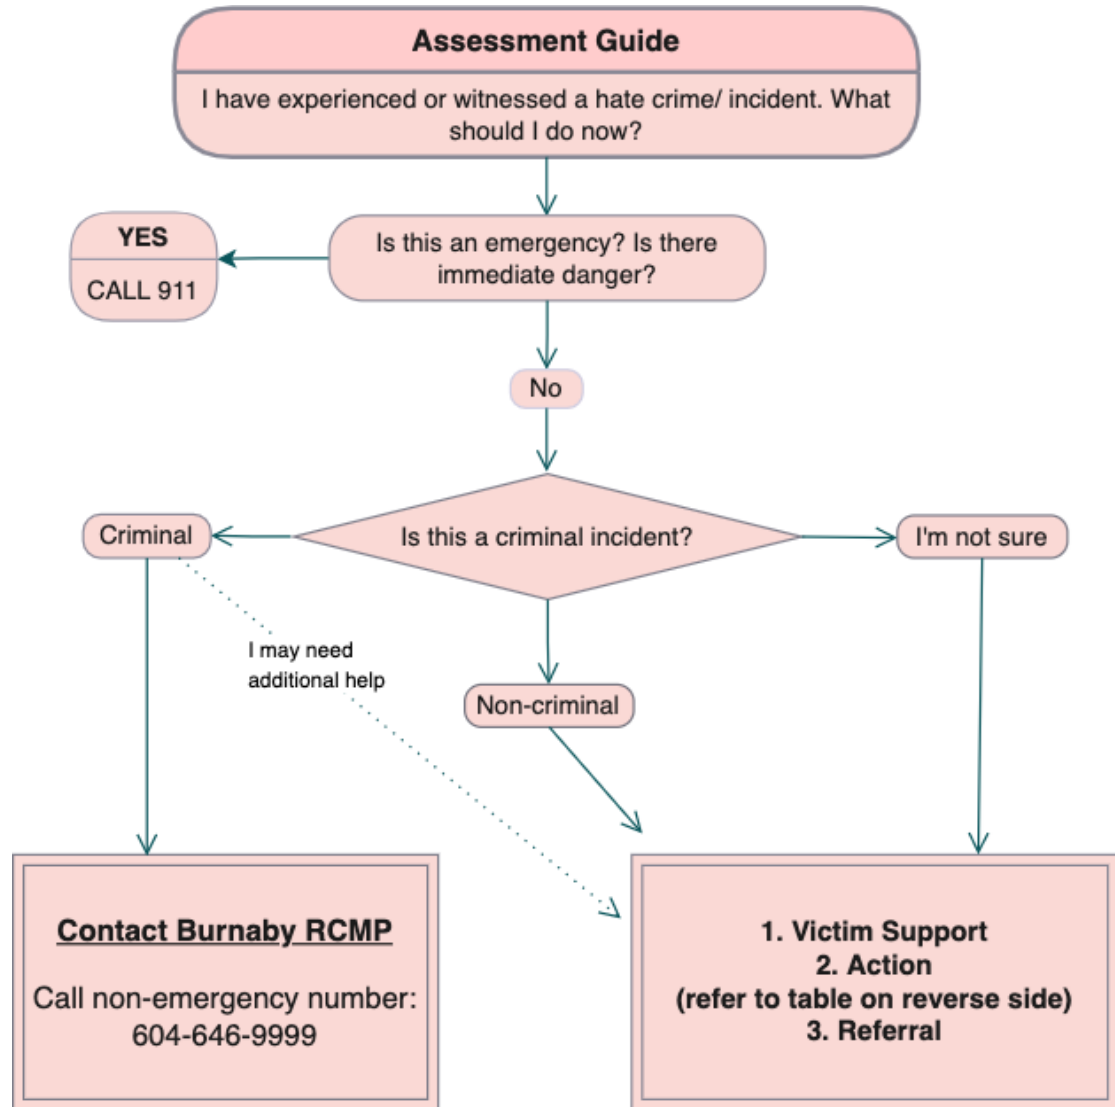 Assessment Guide
I have experienced or witnessed a hate crime/ incident. What
should I do now?
YES
CALL 911
Is this an emergency? Is there
immediate danger?
No
Criminal
Is this a criminal incident?
I'm not sure
I may need
additional help
Non-criminal
Contact Burnaby RCMP
Call non-emergency number:
604-646-9999
1. Victim Support
2. Action
(refer to table on reverse side)
3. Referral